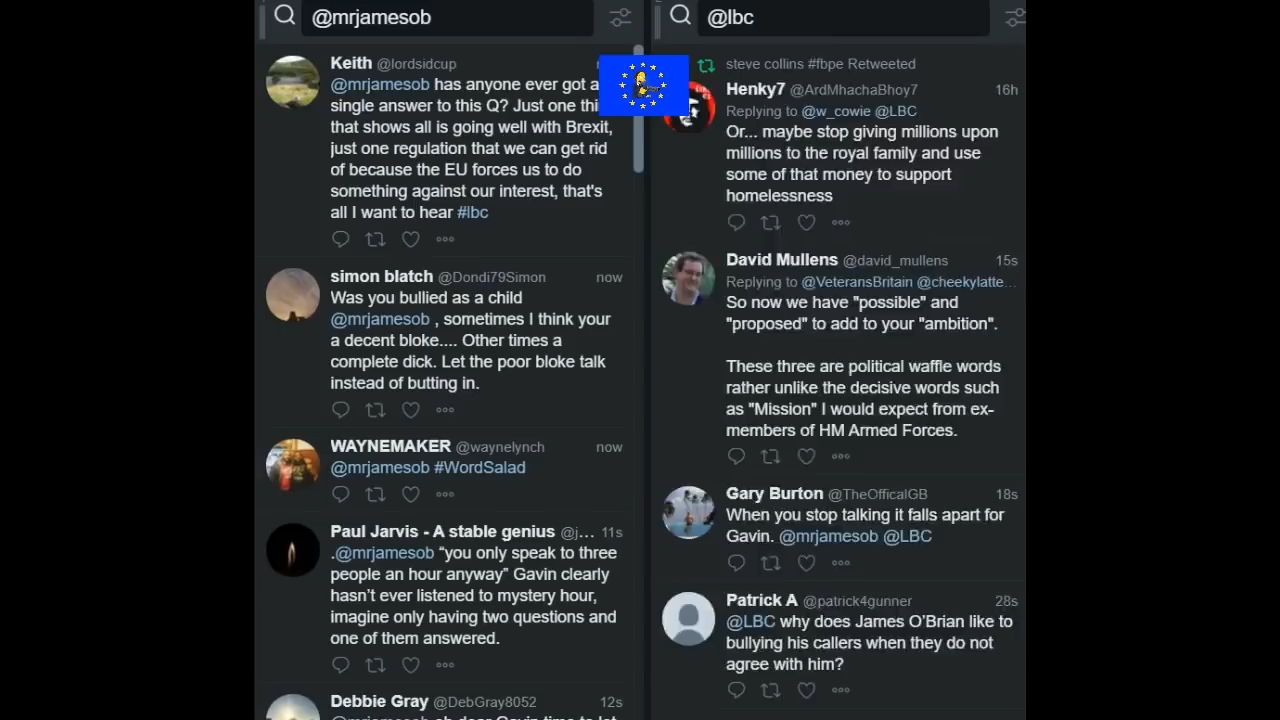 @mrjamesob
Keith @lordsidcup
@mrjamesob has anyone ever got a
single answer to this Q? Just one thi
that shows all is going well with Brexit,
just one regulation that we can get rid
of because the EU forces us to do
something against our interest, that's
all I want to hear #lbc
simon blatch @Dondi79Simon now
Was you bullied as a child
@mrjamesob , sometimes I think your
a decent bloke.... Other times a
complete dick. Let the poor bloke talk
instead of butting in.
WAYNEMAKER @waynelynch now
@mrjamesob #WordSalad
Paul Jarvis - A stable genius @j... 11s
.@mrjamesob “you only speak to three
people an hour anyway” Gavin clearly
hasn’t ever listened to mystery hour,
imagine only having two questions and
one of them answered.
Debbie Gray @DebGray8052 12s
@mrjamesob oh dear Gavin time to let
@lbc
steve collins #fbpe Retweeted
Henky7 @ArdMhachaBhoy7 16h
Replying to @w_cowie @LBC
Or... maybe stop giving millions upon
millions to the royal family and use
some of that money to support
homelessness
David Mullens @david_mullens 15s
Replying to @VeteransBritain @cheekylatte...
So now we have "possible" and
"proposed" to add to your "ambition".
These three are political waffle words
rather unlike the decisive words such
as "Mission" I would expect from ex-
members of HM Armed Forces.
Gary Burton @TheOfficalGB 18s
When you stop talking it falls apart for
Gavin. @mrjamesob @LBC
Patrick A @patrick4gunner 28s
@LBC why does James O’Brian like to
bullying his callers when they do not
agree with him?